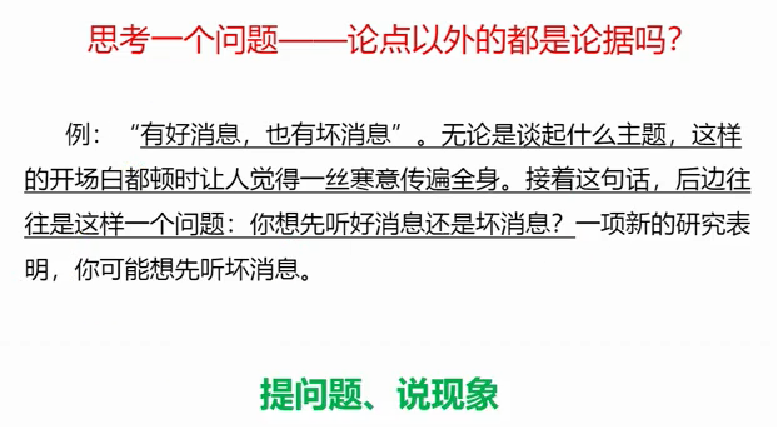 思考一个问题——论点以外的都是论据吗？
例：“有好消息，也有坏消息”。无论是谈起什么主题，这样
的开场白都顿时让人觉得一丝寒意传遍全身。接着这句话，后边往
往是这样一个问题：你想先听好消息还是坏消息？一项新的研究表
明，你可能想先听坏消息。
提问题、说现象